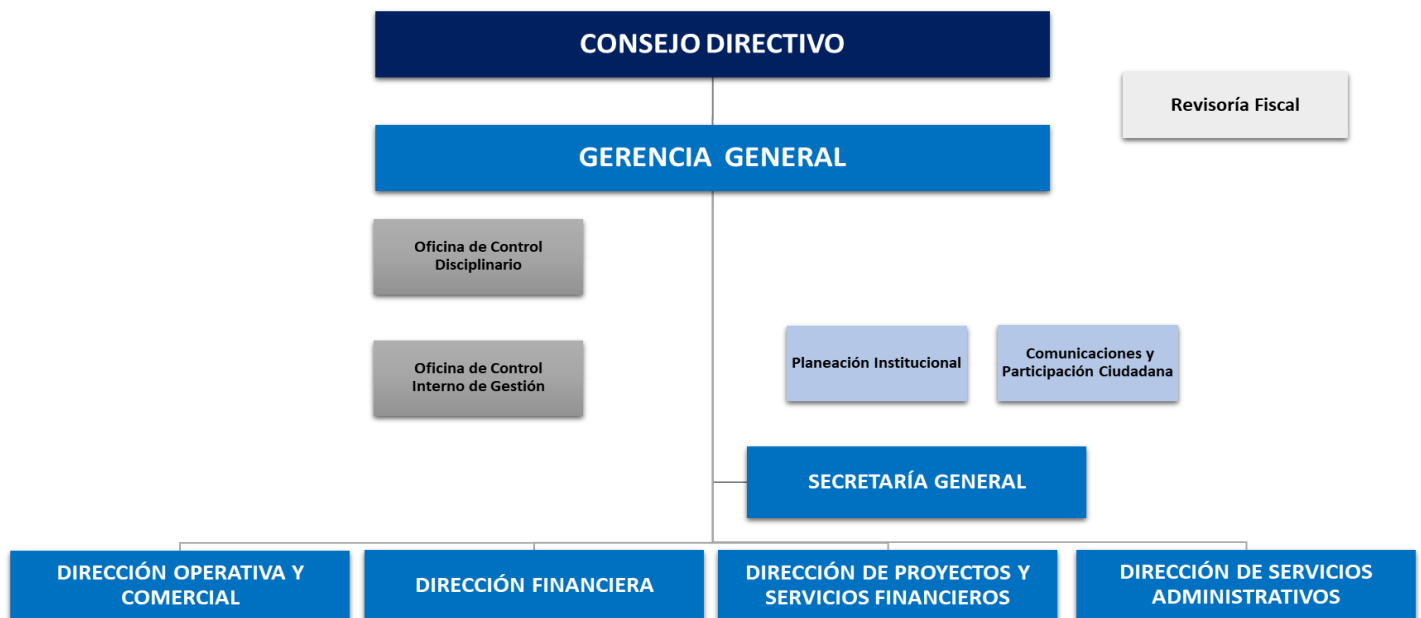 CONSEJO DIRECTIVO
Revisoría Fiscal
GERENCIA GENERAL
Oficina de Control
Disciplinario
Oficina de Control
Interno de Gestión
Planeación Institucional
Comunicaciones y
Participación Ciudadana
SECRETARÍA GENERAL
DIRECCIÓN OPERATIVA Y
COMERCIAL
DIRECCIÓN FINANCIERA
DIRECCIÓN DE PROYECTOS Y
SERVICIOS FINANCIEROS
DIRECCIÓN DE SERVICIOS
ADMINISTRATIVOS